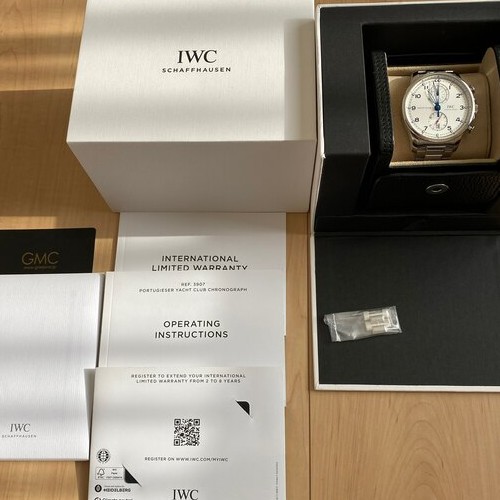 IWC
SCHAFFHAUSEN
GMC
INTERNATIONAL
LIMITED WARRANTY
REF. 3907
PORTUGIESER YACHT CLUB CHRONOGRAPH
OPERATING
INSTRUCTIONS
REGISTER TO EXTEND YOUR INTERNATIONAL
LIMITED WARRANTY FROM 2 TO 8 YEARS
REGISTER ON WWW.IWC.COM/MYIWC
HEIDELBERG
IWC
IWC
SCHAFFHAUSEN